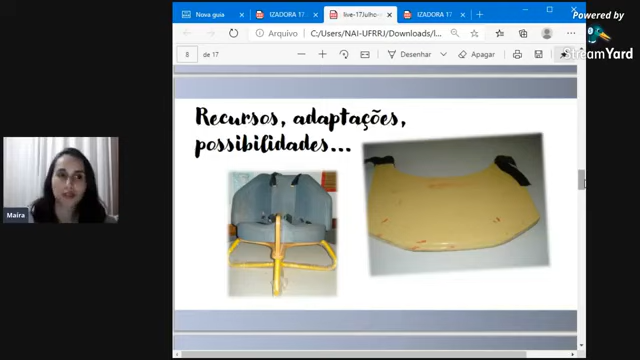 Nova guia
IZADORA 17.
live-17Julho-
IZADORA 17.
Powered by
StreamYard
Arquivo
C:/Users/NAI-UFRRJ/Downloads/l...
8
de 17
Desenhar
Apagar
Recursos, adaptações,
possibilidades...
Maíra